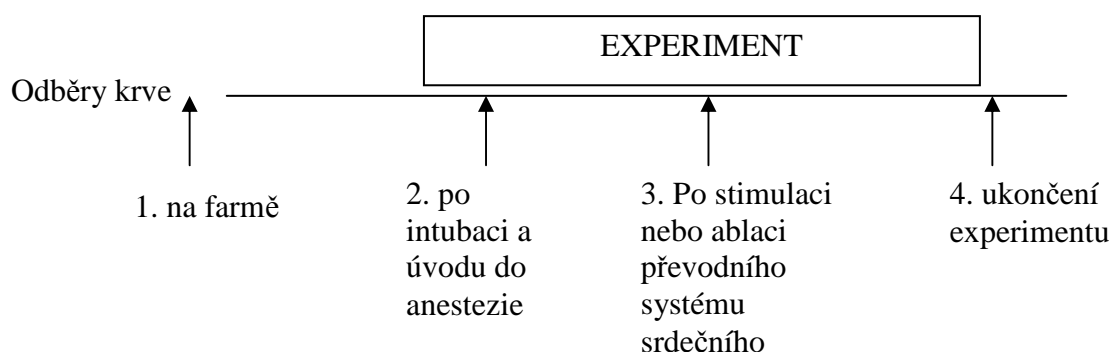 EXPERIMENT
Odběry krve
1. na farmě
2. po
intubaci a
úvodu do
anestezie
3. Po stimulaci
nebo ablaci
převodního
systému
srdečního
4. ukončení
experimentu